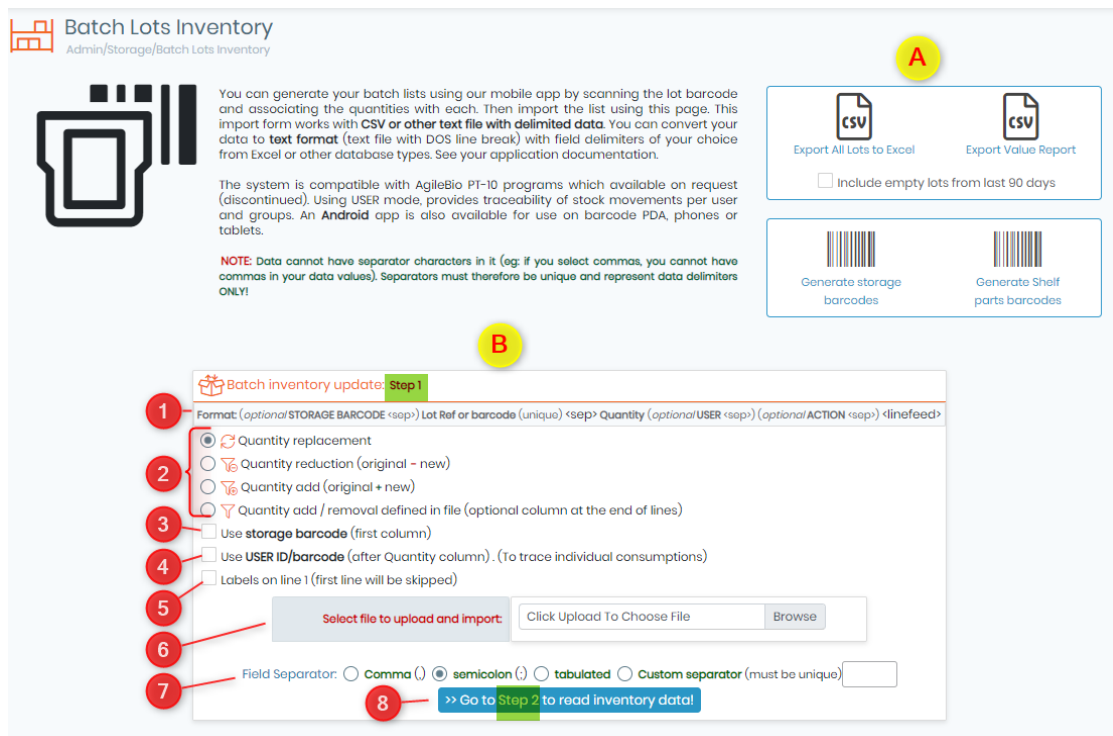 Batch Lots Inventory
Admin/Storage/Batch Lots Inventory
A
You can generate your batch lists using our mobile app by scanning the lot barcode
and associating the quantities with each. Then import the list using this page. This
import form works with CSV or other text file with delimited data. You can convert your
data to text format (text file with DOS line break) with field delimiters of your choice
from Excel or other database types. See your application documentation.
The system is compatible with AgileBio PT-10 programs which available on request
(discontinued). Using USER mode, provides traceability of stock movements per user
and groups. An Android app is also available for use on barcode PDA, phones or
tablets.
NOTE: Data cannot have separator characters in it (eg: if you select commas, you cannot have
commas in your data values). Separators must therefore be unique and represent data delimiters
ONLY!
CSV CSV
Export All Lots to Excel Export Value Report
Include empty lots from last 90 days
Generate storage
barcodes
Generate Shelf
parts barcodes
B
Batch inventory update: Step 1
1 Format: (optional STORAGE BARCODE <sep>) Lot Ref or barcode (unique) <sep> Quantity (optional USER <sep>) (optional ACTION <sep>) <linefeed>
2
Quantity replacement
Quantity reduction (original - new)
Quantity add (original + new)
Quantity add / removal defined in file (optional column at the end of lines)
3 Use storage barcode (first column)
4 Use USER ID/barcode (after Quantity column) . (To trace individual consumptions)
5 Labels on line 1 (first line will be skipped)
6 Select file to upload and import: Click Upload To Choose File Browse
7 Field Separator: Comma (,) semicolon (;) tabulated Custom separator (must be unique)
8 >> Go to Step 2 to read inventory data!